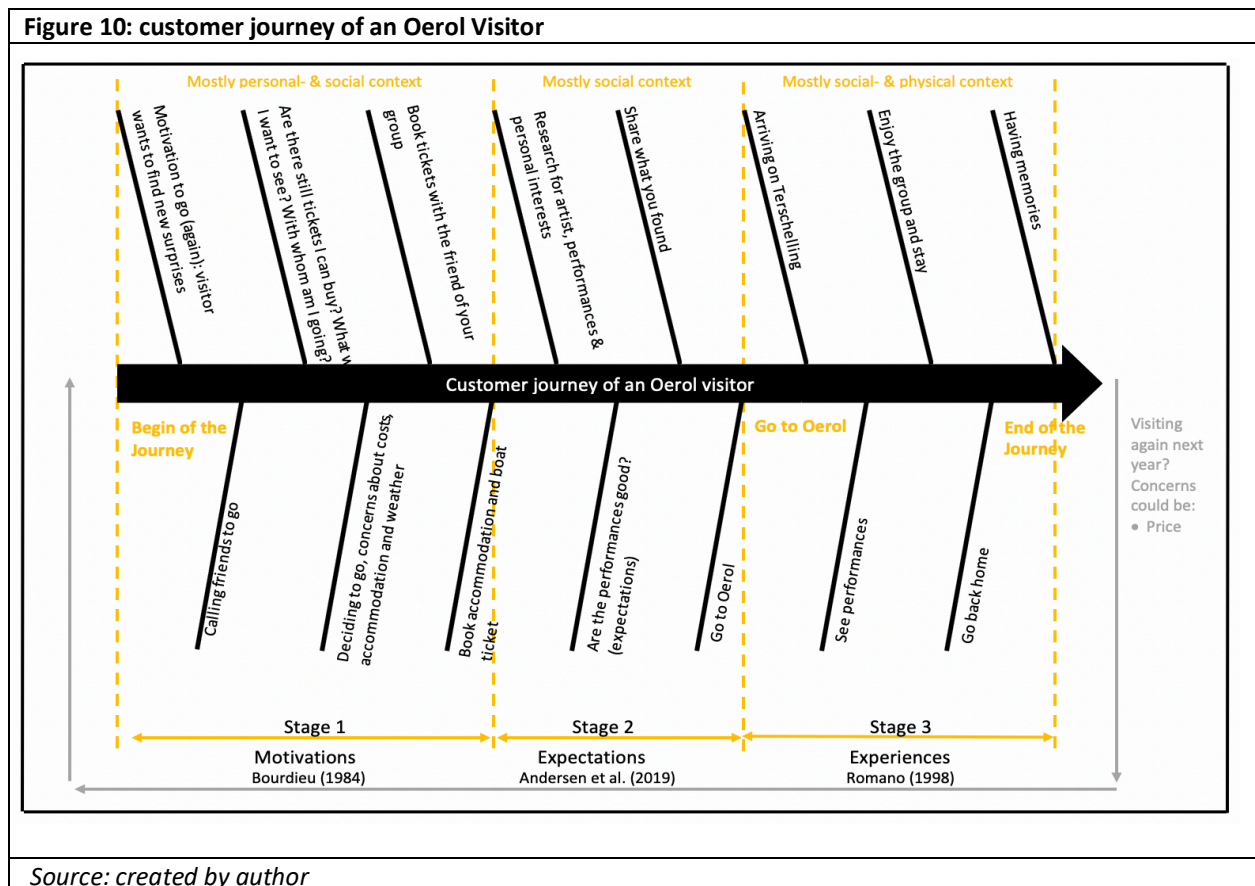 Figure 10: customer journey of an Oerol Visitor
Mostly personal- & social context
Mostly social context
Mostly social- & physical context
Motivation to go (again): visitor
wants to find new surprises
Are there still tickets I can buy? What w
I want to see? With whom am I going?
Book tickets with the friend of your
group
Research for artist, performances &
personal interests
Share what you found
Arriving on Terschelling
Enjoy the group and stay
Having memories
Customer journey of an Oerol visitor
Begin of the
Journey
Go to Oerol
End of the
Journey
Visiting
again next
year?
Concerns
could be:
• Price
Calling friends to go
Deciding to go, concerns about costs,
accommodation and weather
Book accommodation and boat
ticket
Are the performances good?
(expectations)
Go to Oerol
See performances
Go back home
Stage 1
Stage 2
Stage 3
Motivations
Expectations
Experiences
Bourdieu (1984)
Andersen et al. (2019)
Romano (1998)
Source: created by author